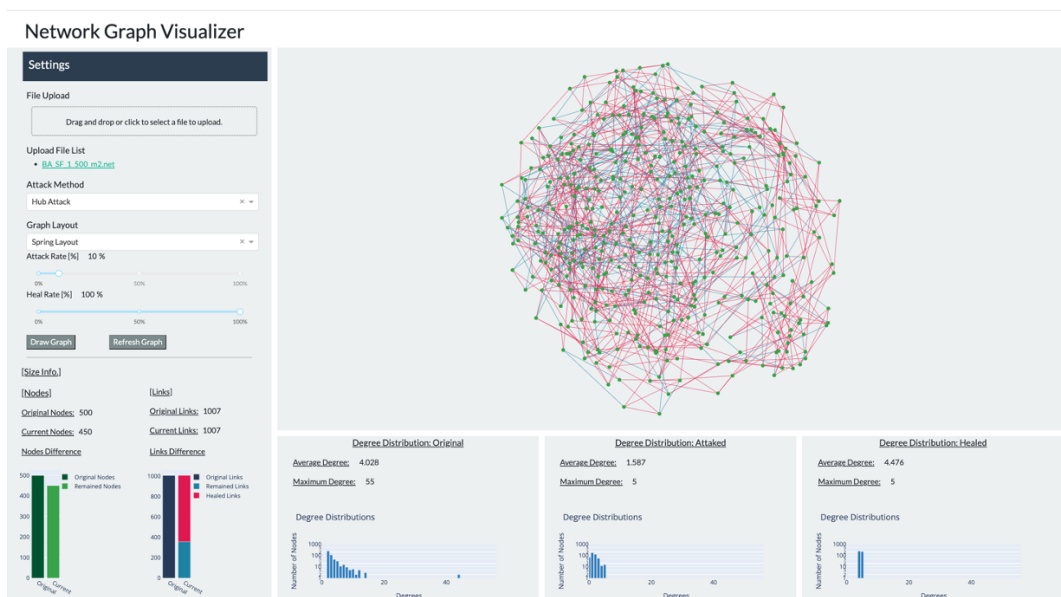 Network Graph Visualizer
Settings
File Upload
Drag and drop or click to select a file to upload.
Upload File List
• BA_SF_1_500_m2.net
Attack Method
Hub Attack
Graph Layout
Spring Layout
Attack Rate [%] 10 %
0% 50% 100%
Heal Rate [%] 100 %
0% 50% 100%
Draw Graph Refresh Graph
[Size Info.]
[Nodes] [Links]
Original Nodes: 500 Original Links: 1007
Current Nodes: 450 Current Links: 1007
Nodes Difference Links Difference
500
400
300
200
100
0
Original Nodes
Remained Nodes
Original Current
1000
800
600
400
200
0
Original Links
Remained Links
Healed Links
Original Current
Degree Distribution: Original
Average Degree: 4.028
Maximum Degree: 55
Degree Distributions
Number of Nodes
1000
100
10
1
20 40
Degrees
Degree Distribution: Attaked
Average Degree: 1.587
Maximum Degree: 5
Degree Distributions
Number of Nodes
1000
100
10
1
20 40
Degrees
Degree Distribution: Healed
Average Degree: 4.476
Maximum Degree: 5
Degree Distributions
Number of Nodes
1000
100
10
1
20 40
Degrees